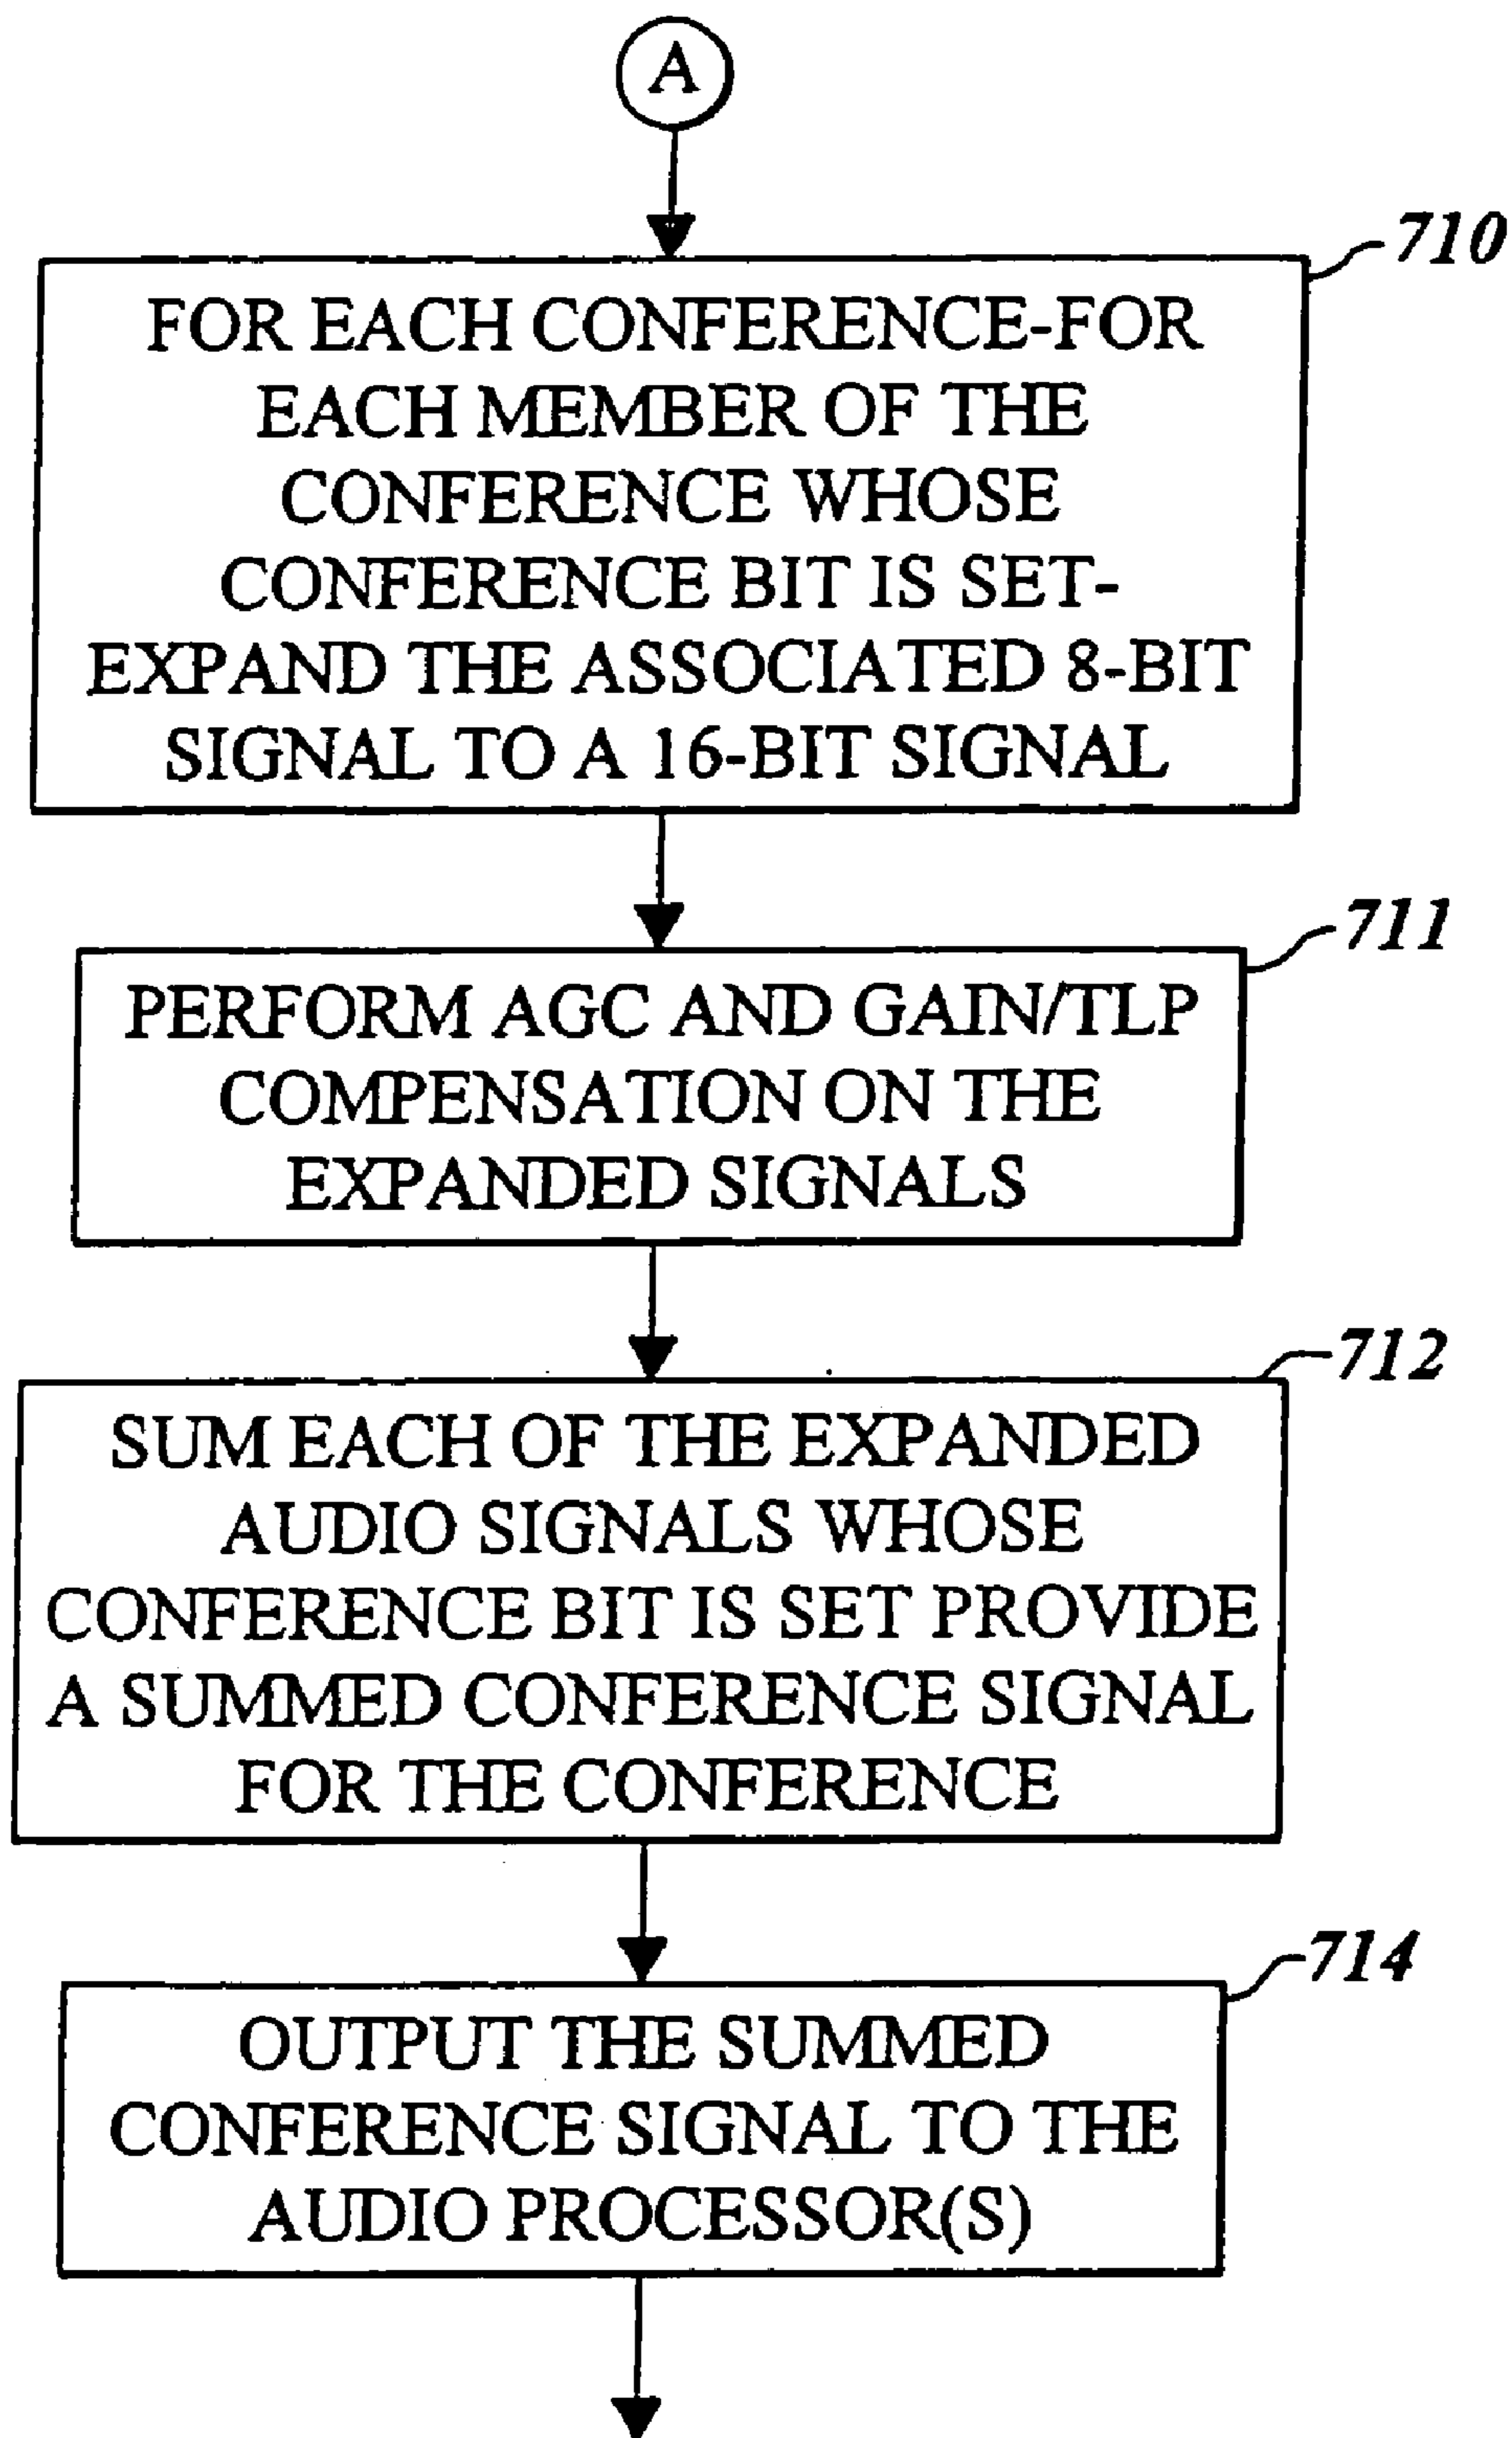 A
710
FOR EACH CONFERENCE-FOR
EACH MEMBER OF THE
CONFERENCE WHOSE
CONFERENCE BIT IS SET-
EXPAND THE ASSOCIATED 8-BIT
SIGNAL TO A 16-BIT SIGNAL
711
PERFORM AGC AND GAIN/TLP
COMPENSATION ON THE
EXPANDED SIGNALS
712
SUM EACH OF THE EXPANDED
AUDIO SIGNALS WHOSE
CONFERENCE BIT IS SET PROVIDE
A SUMMED CONFERENCE SIGNAL
FOR THE CONFERENCE
714
OUTPUT THE SUMMED
CONFERENCE SIGNAL TO THE
AUDIO PROCESSOR(S)